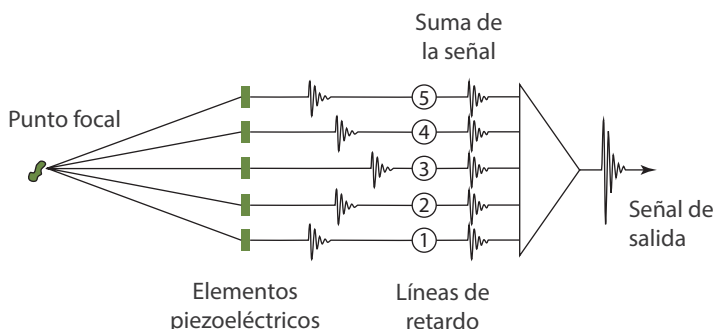 Suma de
la señal
Punto focal
5
4
3
2
1
Señal de
salida
Elementos
piezoeléctricos
Líneas de
retardo